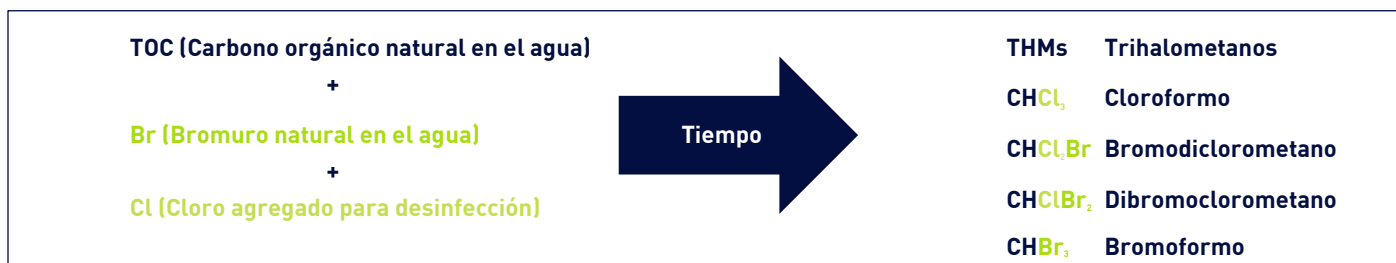 TOC (Carbono orgánico natural en el agua)
+
Br (Bromuro natural en el agua)
+
Cl (Cloro agregado para desinfección)
Tiempo
THMs Trihalometanos
CHCl₃ Cloroformo
CHCl₂Br Bromodiclorometano
CHClBr₂ Dibromoclorometano
CHBr₃ Bromoformo